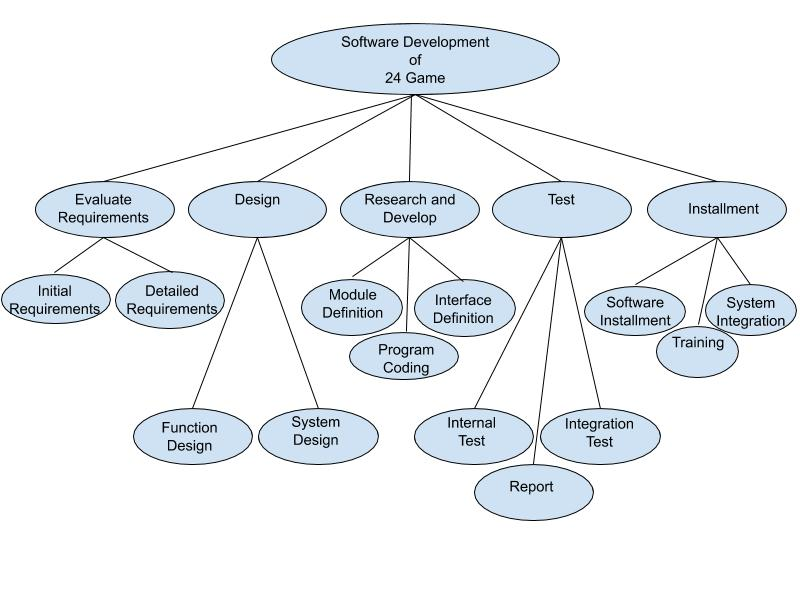 Software Development
of
24 Game
Evaluate
Requirements
Design
Research and
Develop
Test
Installment
Initial
Requirements
Detailed
Requirements
Module
Definition
Interface
Definition
Program
Coding
Software
Installment
System
Integration
Training
Function
Design
System
Design
Internal
Test
Integration
Test
Report